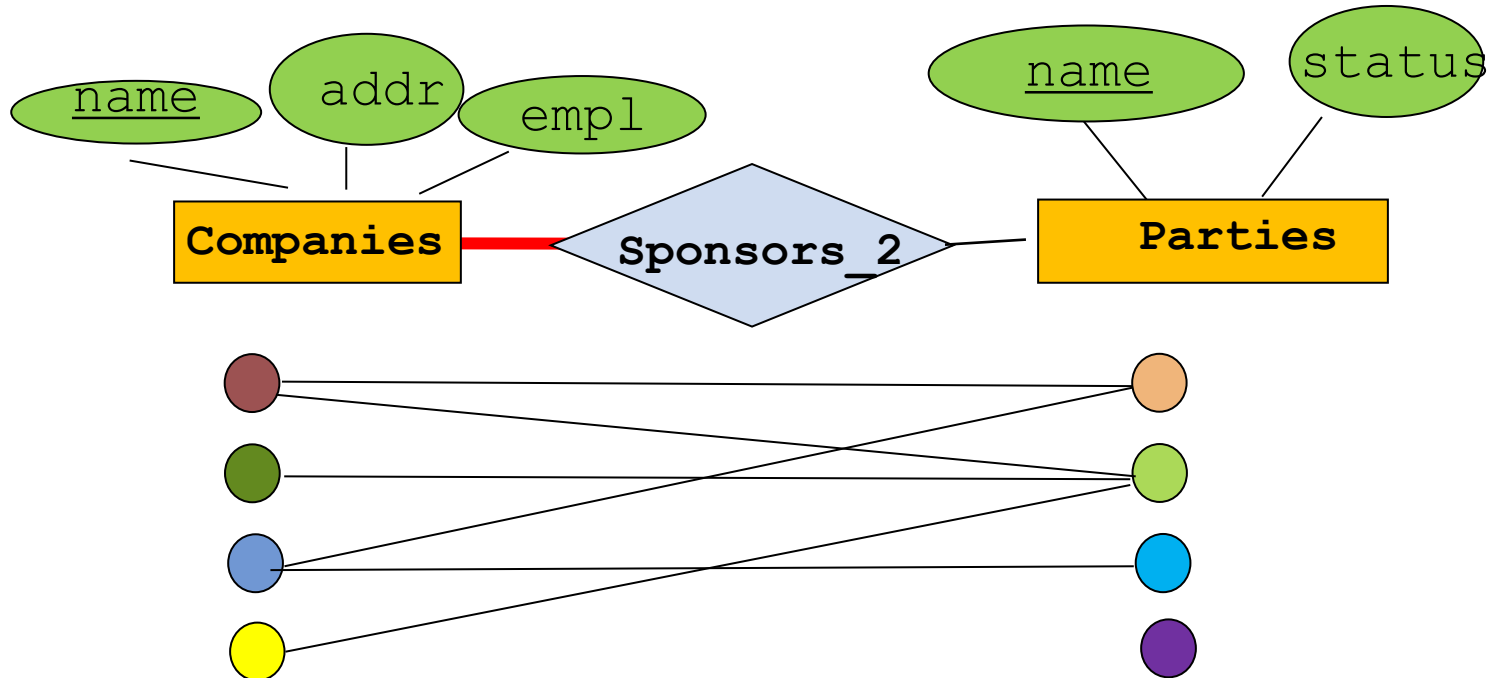 name
addr
empl
name
status
Companies
Sponsors_2
Parties